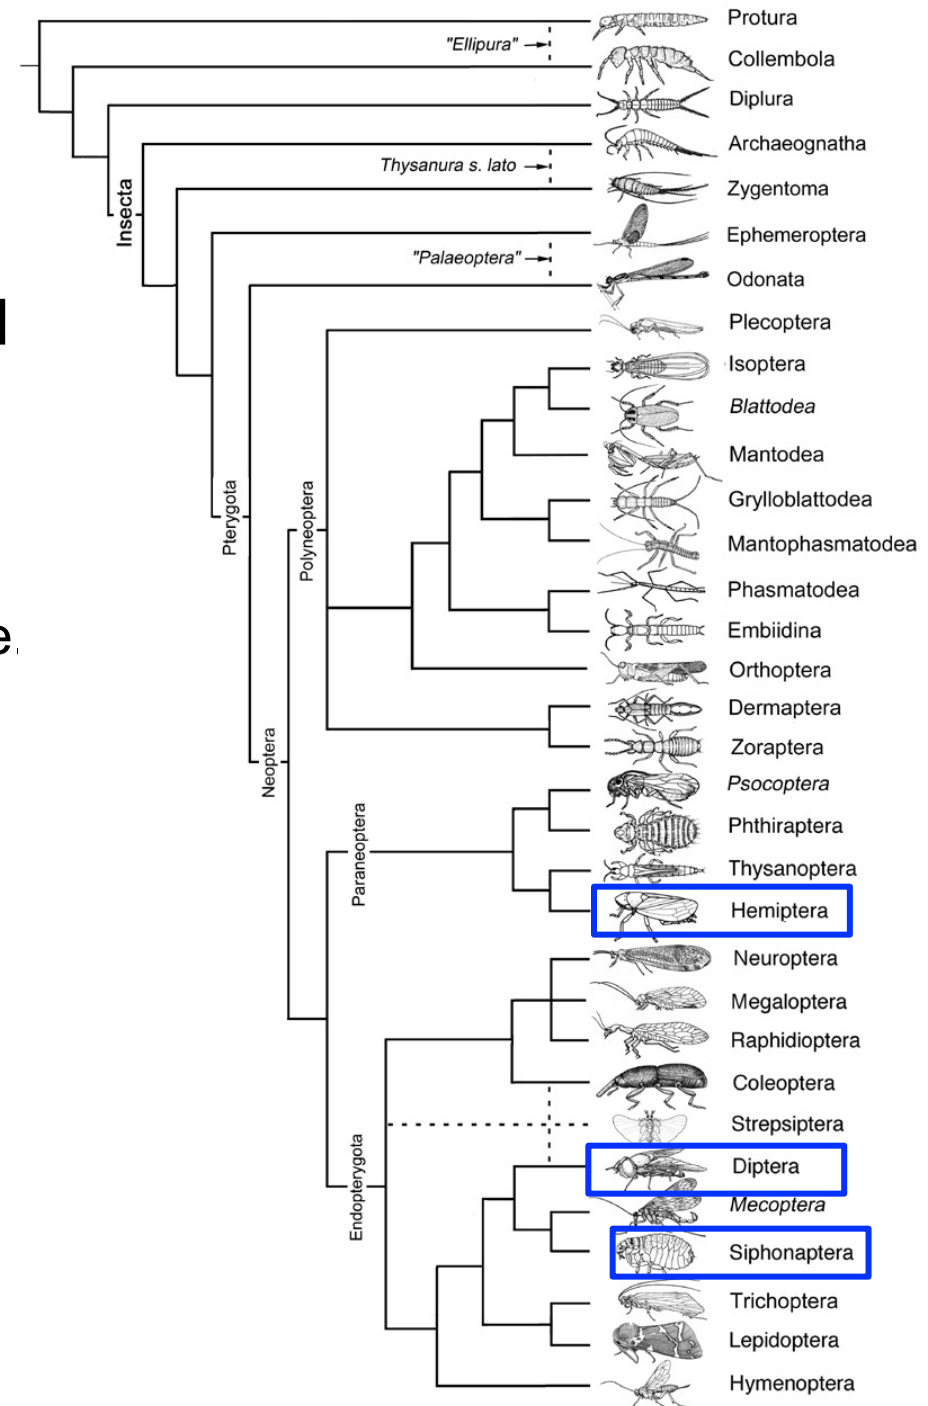 Protura
"Ellipura"
Collembola
Diplura
Archaeognatha
Thysanura s. lato
Zygentoma
Insecta
Ephemeroptera
"Palaeoptera"
Odonata
Plecoptera
Isoptera
Blattodea
Mantodea
Grylloblattodea
Pterygota
Polyneoptera
Mantophasmatodea
Phasmatodea
Embiidina
e.
Orthoptera
Dermaptera
Zoraptera
Neoptera
Psocoptera
Phthiraptera
Paraneoptera
Thysanoptera
Hemiptera
Neuroptera
Megaloptera
Raphidioptera
Coleoptera
Strepsiptera
Diptera
Endopterygota
Mecoptera
Siphonaptera
Trichoptera
Lepidoptera
Hymenoptera